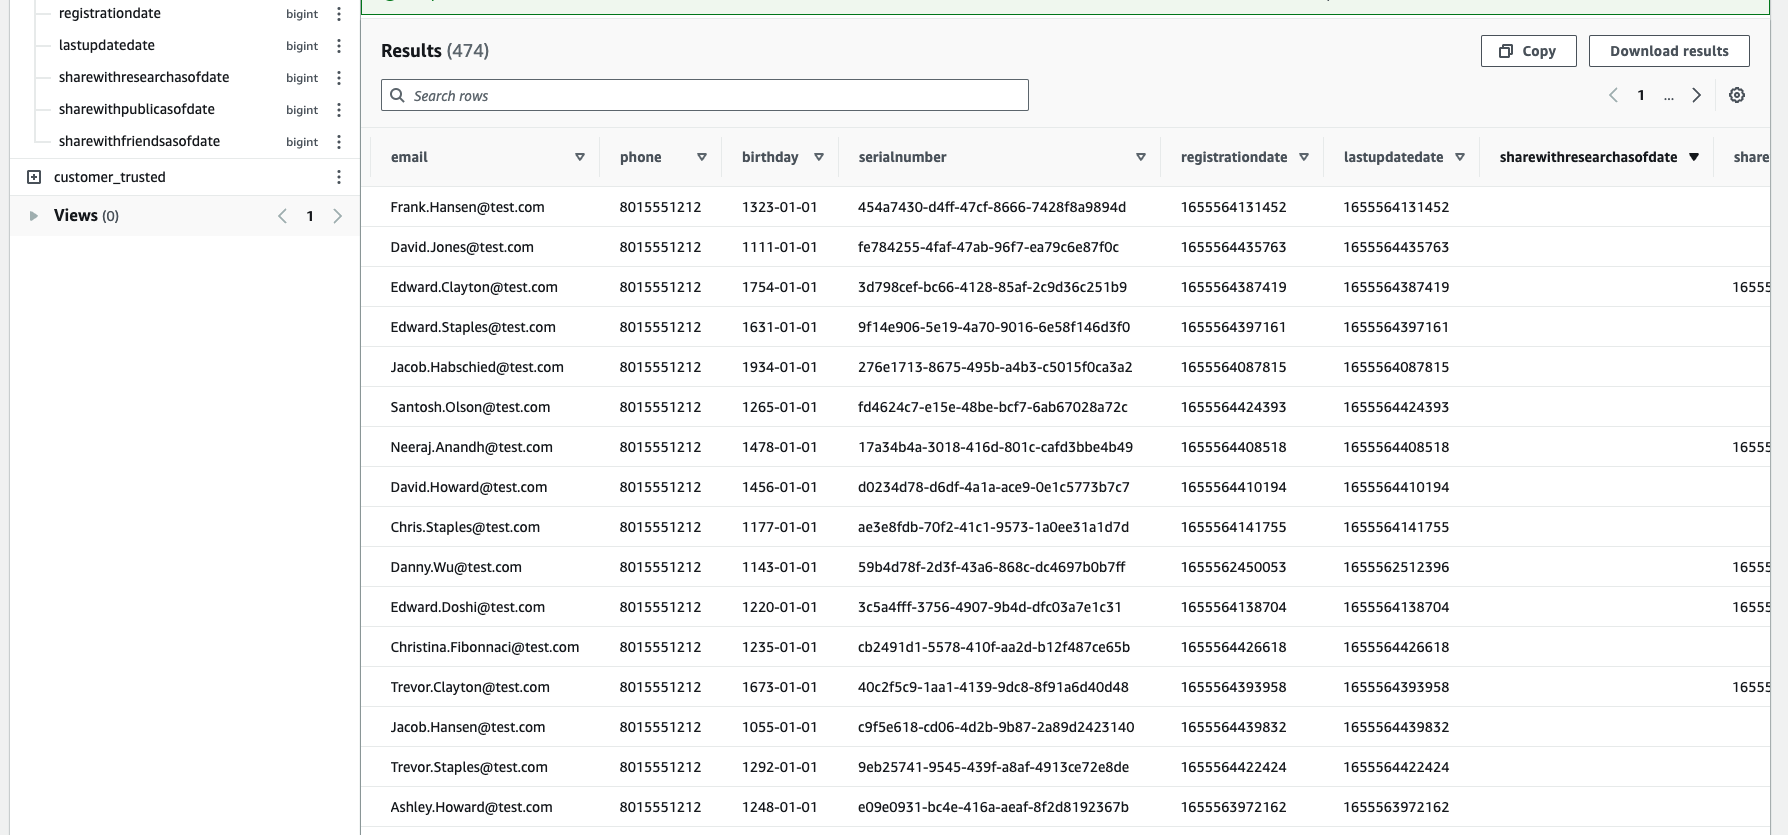 registrationdate bigint
lastupdatedate bigint
sharewithresearchasofdate bigint
sharewithpublicasofdate bigint
sharewithfriendsasofdate bigint
customer_trusted
Views (0) 1
Results (474)
Copy Download results
Search rows
1 ...
email phone birthday serialnumber registrationdate lastupdatedate sharewithresearchasofdate share
Frank.Hansen@test.com 8015551212 1323-01-01 454a7430-d4ff-47cf-8666-7428f8a9894d 1655564131452 1655564131452
David.Jones@test.com 8015551212 1111-01-01 fe784255-4faf-47ab-96f7-ea79c6e87f0c 1655564435763 1655564435763
Edward.Clayton@test.com 8015551212 1754-01-01 3d798cef-bc66-4128-85af-2c9d36c251b9 1655564387419 1655564387419 16555
Edward.Staples@test.com 8015551212 1631-01-01 9f14e906-5e19-4a70-9016-6e58f146d3f0 1655564397161 1655564397161
Jacob.Habschied@test.com 8015551212 1934-01-01 276e1713-8675-495b-a4b3-c5015f0ca3a2 1655564087815 1655564087815
Santosh.Olson@test.com 8015551212 1265-01-01 fd4624c7-e15e-48be-bcf7-6ab67028a72c 1655564424393 1655564424393
Neeraj.Anandh@test.com 8015551212 1478-01-01 17a34b4a-3018-416d-801c-cafd3bbe4b49 1655564408518 1655564408518 16555
David.Howard@test.com 8015551212 1456-01-01 d0234d78-d6df-4a1a-ace9-0e1c5773b7c7 1655564410194 1655564410194
Chris.Staples@test.com 8015551212 1177-01-01 ae3e8fdb-70f2-41c1-9573-1a0ee31a1d7d 1655564141755 1655564141755
Danny.Wu@test.com 8015551212 1143-01-01 59b4d78f-2d3f-43a6-868c-dc4697b0b7ff 1655562450053 1655562512396 16555
Edward.Doshi@test.com 8015551212 1220-01-01 3c5a4fff-3756-4907-9b4d-dfc03a7e1c31 1655564138704 1655564138704 16555
Christina.Fibonnaci@test.com 8015551212 1235-01-01 cb2491d1-5578-410f-aa2d-b12f487ce65b 1655564426618 1655564426618
Trevor.Clayton@test.com 8015551212 1673-01-01 40c2f5c9-1aa1-4139-9dc8-8f91a6d40d48 1655564393958 1655564393958 16555
Jacob.Hansen@test.com 8015551212 1055-01-01 c9f5e618-cd06-4d2b-9b87-2a89d2423140 1655564439832 1655564439832
Trevor.Staples@test.com 8015551212 1292-01-01 9eb25741-9545-439f-a8af-4913ce72e8de 1655564422424 1655564422424
Ashley.Howard@test.com 8015551212 1248-01-01 e09e0931-bc4e-416a-aeaf-8f2d8192367b 1655563972162 1655563972162